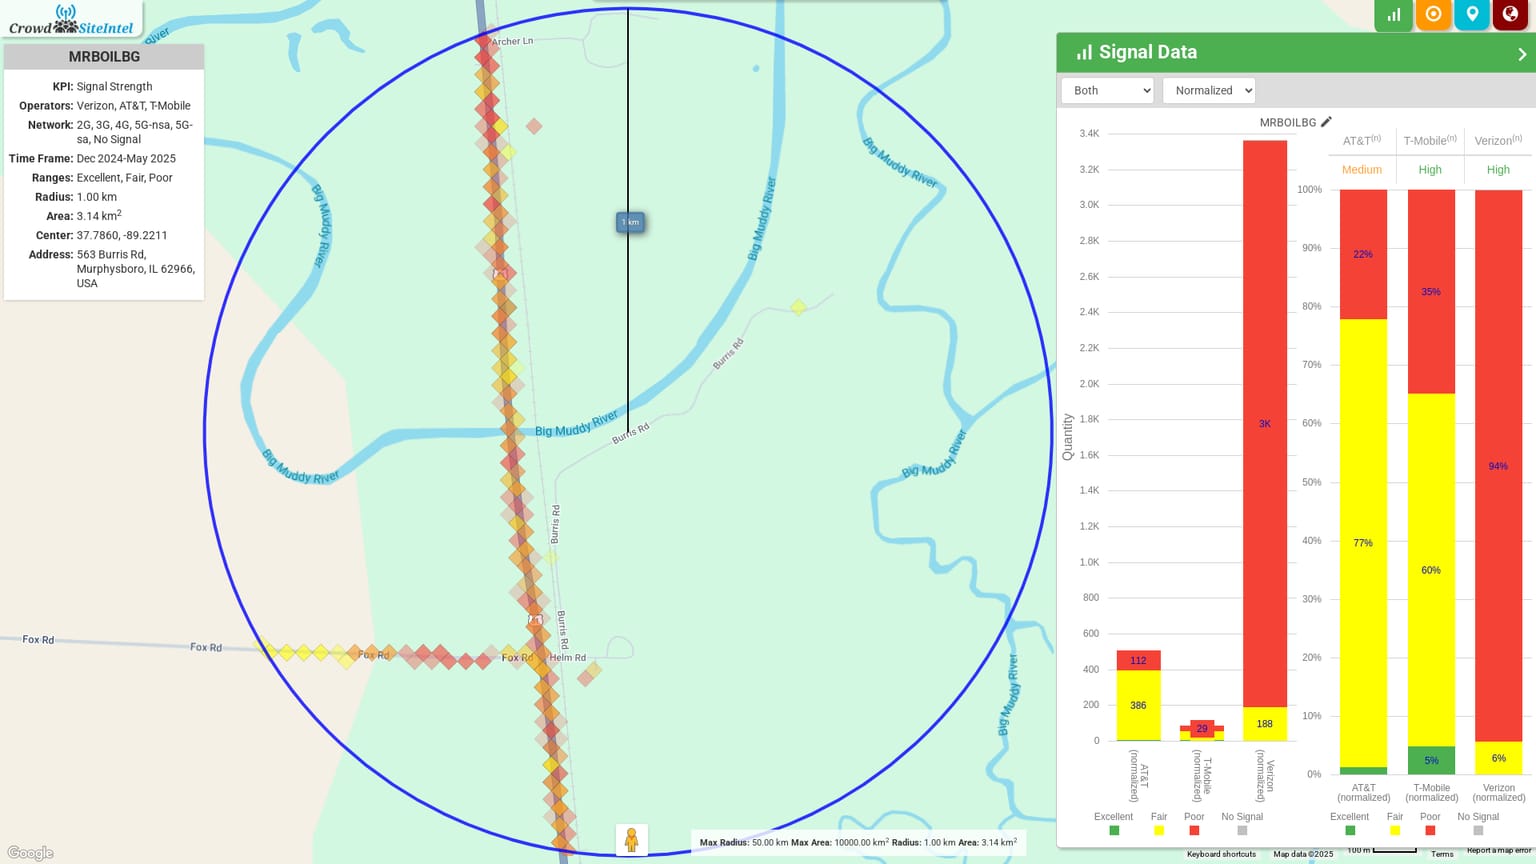 CrowdSiteIntel
MRBOILBG
KPI: Signal Strength
Operators: Verizon, AT&T, T-Mobile
Network: 2G, 3G, 4G, 5G-nsa, 5G-
sa, No Signal
Time Frame: Dec 2024-May 2025
Ranges: Excellent, Fair, Poor
Radius: 1.00 km
Area: 3.14 km2
Center: 37.7860, -89.2211
Address: 563 Burris Rd,
Murphysboro, IL 62966,
USA
River
Archer Ln
Big Muddy River
1 km
Big Muddy River
Big Muddy River
Burris Rd
Big Muddy River
Burris Rd
Big Muddy River
Big Muddy River
Burris Rd
Burris Rd
Fox Rd
Fox Rd
Fox Rd
Fox Rd
Helm Rd
Big Muddy River
Google
Max Radius: 50.00 km Max Area: 10000.00 km2 Radius: 1.00 km Area: 3.14 km2
Signal Data
Both
Normalized
MRBOILBG
Quantity
3.4K
3.2K
3.0K
2.8K
2.6K
2.4K
2.2K
2.0K
1.8K
1.6K
1.4K
1.2K
1.0K
800
600
400
200
0
112
386
29
3K
188
AT&T
(normalized)
T-Mobile
(normalized)
Verizon
(normalized)
Excellent
Fair
Poor
No Signal
AT&T(n)
T-Mobile(n)
Verizon(n)
Medium
High
High
100%
90%
80%
70%
60%
50%
40%
30%
20%
10%
0%
22%
77%
35%
60%
5%
94%
6%
AT&T
(normalized)
T-Mobile
(normalized)
Verizon
(normalized)
Excellent
Fair
Poor
No Signal
Keyboard shortcuts
Map data ©2025
100 m
Terms
Report a map error